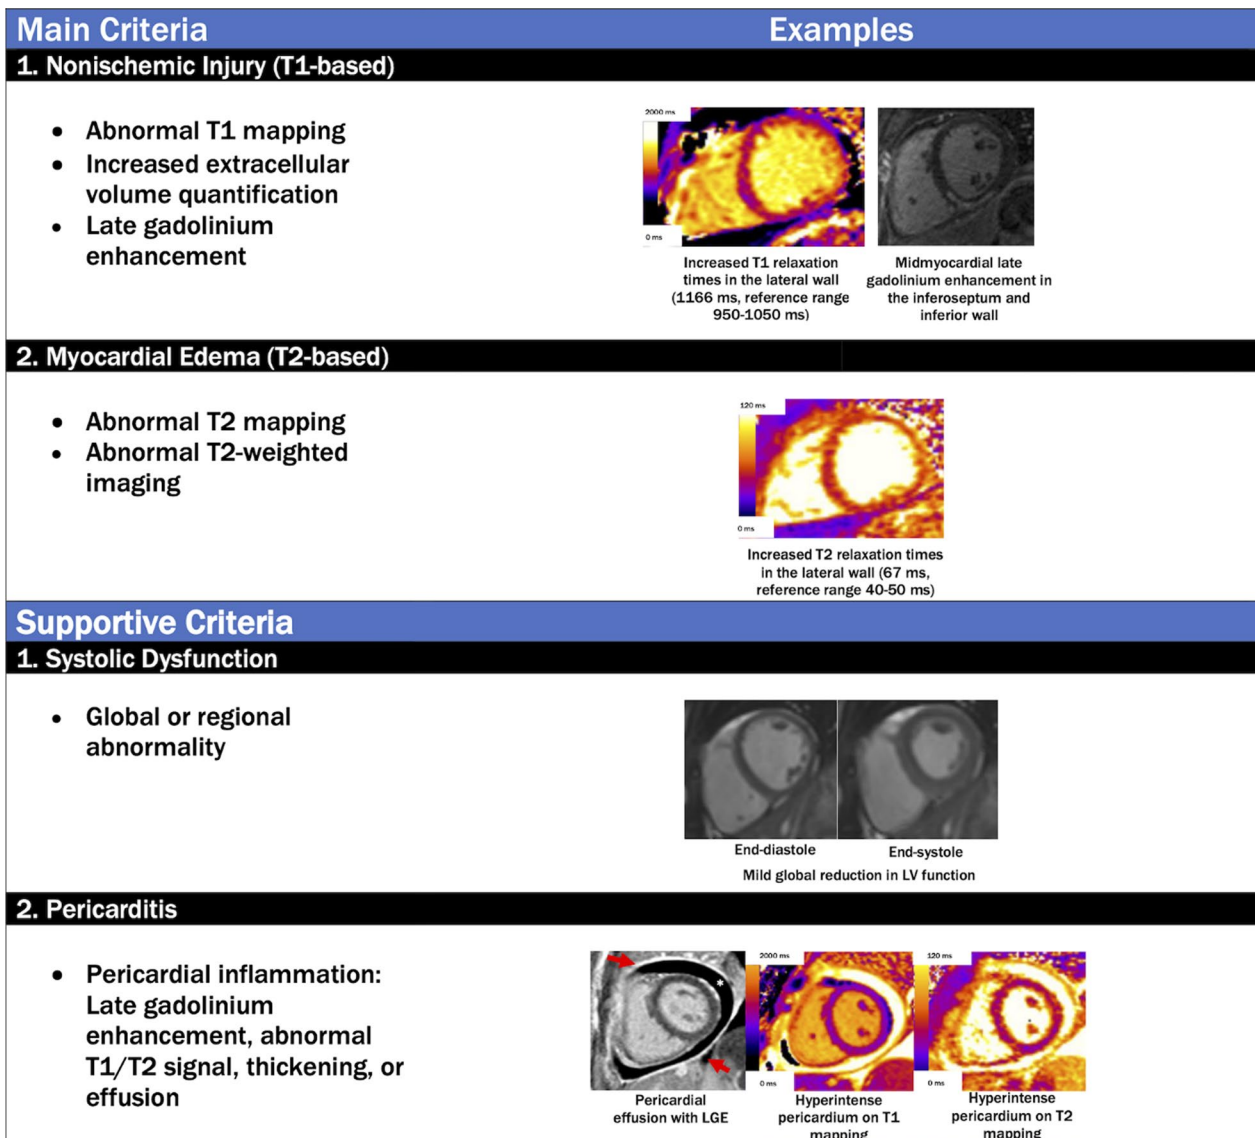 Main Criteria
Examples
1. Nonischemic Injury (T1-based)
• Abnormal T1 mapping
• Increased extracellular
volume quantification
• Late gadolinium
enhancement
2000 ms
0 ms
Increased T1 relaxation
times in the lateral wall
(1166 ms, reference range
950-1050 ms)
Midmyocardial late
gadolinium enhancement in
the inferoseptum and
inferior wall
2. Myocardial Edema (T2-based)
• Abnormal T2 mapping
• Abnormal T2-weighted
imaging
120 ms
0 ms
Increased T2 relaxation times
in the lateral wall (67 ms,
reference range 40-50 ms)
Supportive Criteria
1. Systolic Dysfunction
• Global or regional
abnormality
End-diastole
End-systole
Mild global reduction in LV function
2. Pericarditis
• Pericardial inflammation:
Late gadolinium
enhancement, abnormal
T1/T2 signal, thickening, or
effusion
*
Pericardial
effusion with LGE
2000 ms
0 ms
Hyperintense
pericardium on T1
mapping
120 ms
0 ms
Hyperintense
pericardium on T2
mapping